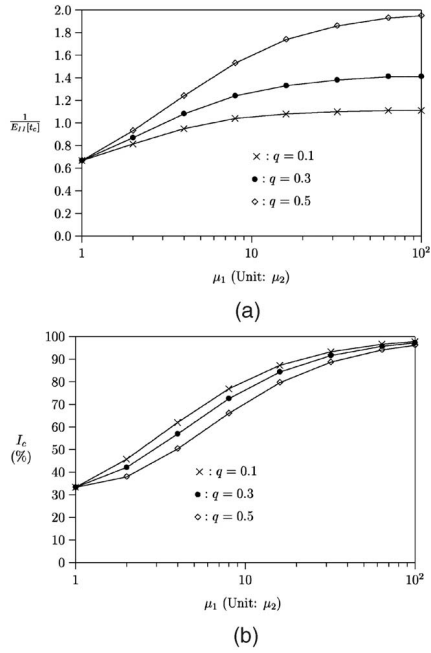 2.0
1.8
1.6
1.4
1.2
1.0
0.8
0.6
0.4
0.2
0.0
1/E_{II}[t_c]
× : q = 0.1
● : q = 0.3
◇ : q = 0.5
1 10 10²
μ₁ (Unit: μ₂)
(a)
100
90
80
70
60
50
40
30
20
10
0
I_c
(%)
× : q = 0.1
● : q = 0.3
◇ : q = 0.5
1 10 10²
μ₁ (Unit: μ₂)
(b)